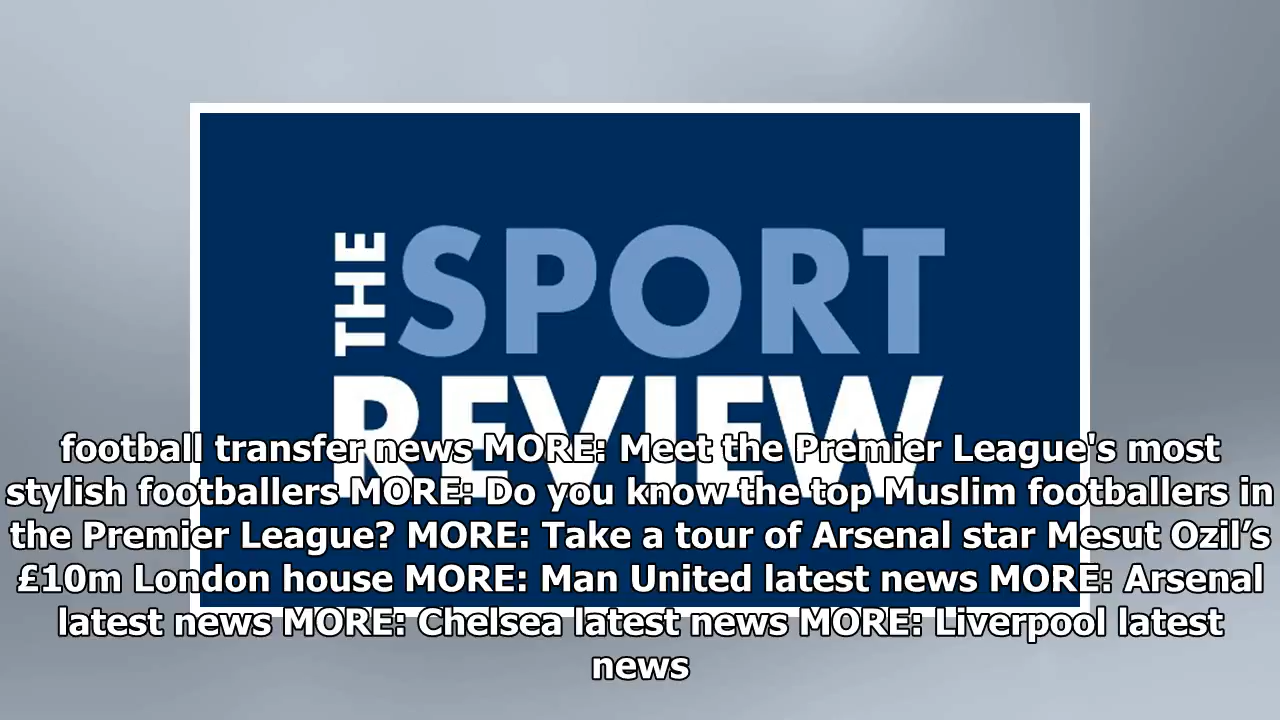 THE
SPORT
REVIEW
football transfer news MORE: Meet the Premier League's most
stylish footballers MORE: Do you know the top Muslim footballers in
the Premier League? MORE: Take a tour of Arsenal star Mesut Ozil’s
£10m London house MORE: Man United latest news MORE: Arsenal
latest news MORE: Chelsea latest news MORE: Liverpool latest
news